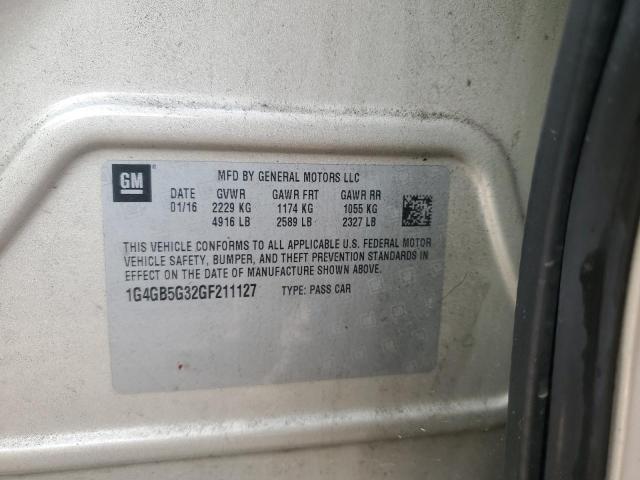 GM
MFD BY GENERAL MOTORS LLC
DATE GVWR GAWR FRT GAWR RR
01/16 2229 KG 1174 KG 1055 KG
4916 LB 2589 LB 2327 LB
THIS VEHICLE CONFORMS TO ALL APPLICABLE U.S. FEDERAL MOTOR
VEHICLE SAFETY, BUMPER, AND THEFT PREVENTION STANDARDS IN
EFFECT ON THE DATE OF MANUFACTURE SHOWN ABOVE.
1G4GB5G32GF211127 TYPE: PASS CAR